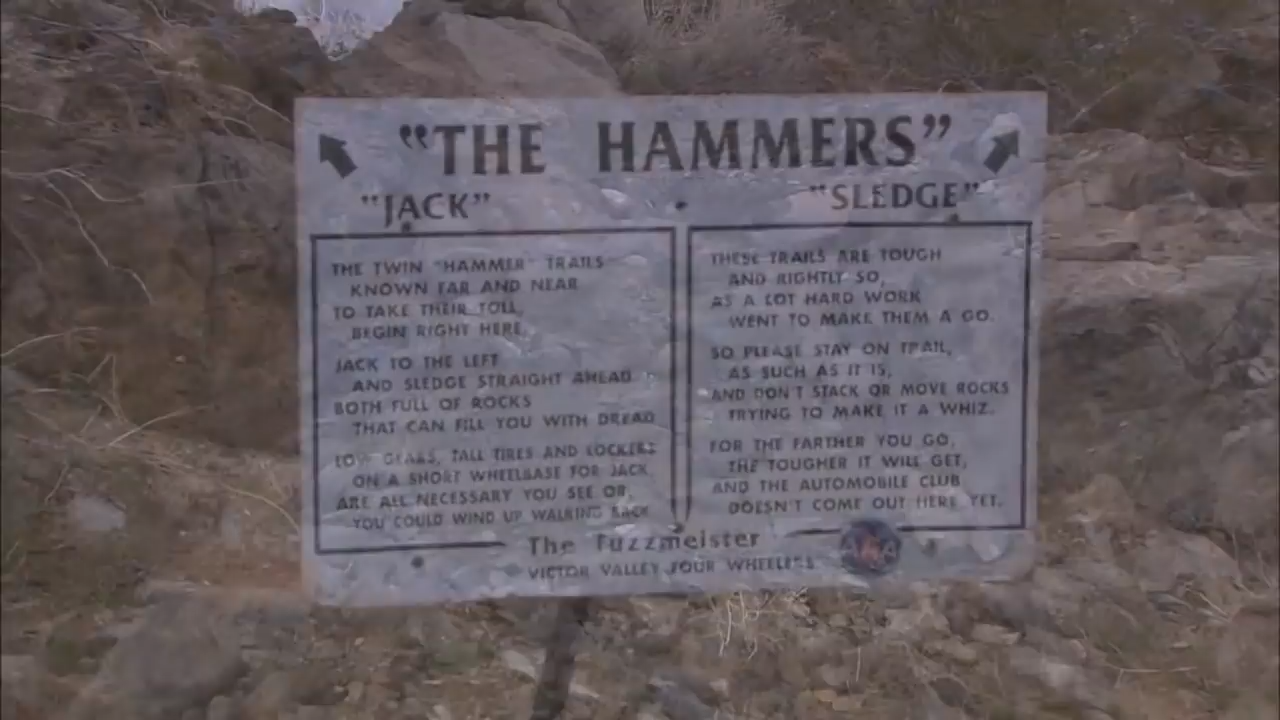 "THE HAMMERS"
"JACK"
"SLEDGE"
THE TWIN "HAMMER" TRAILS
KNOWN FAR AND NEAR
TO TAKE THEIR TOLL,
BEGIN RIGHT HERE.
JACK TO THE LEFT
AND SLEDGE STRAIGHT AHEAD
BOTH FULL OF ROCKS
THAT CAN FILL YOU WITH DREAD
LOW GEARS, TALL TIRES AND LOCKERS
ON A SHORT WHEELBASE FOR JACK
ARE ALL NECESSARY YOU SEE OR,
YOU COULD WIND UP WALKING BACK
THESE TRAILS ARE TOUGH
AND RIGHTLY SO,
AS A LOT HARD WORK
WENT TO MAKE THEM A GO.
SO PLEASE STAY ON TRAIL,
AS SUCH AS IT IS,
AND DON'T STACK OR MOVE ROCKS
TRYING TO MAKE IT A WHIZ.
FOR THE FARTHER YOU GO,
THE TOUGHER IT WILL GET,
AND THE AUTOMOBILE CLUB
DOESN'T COME OUT HERE YET.
The Fuzzmeister
VICTOR VALLEY FOUR WHEELERS